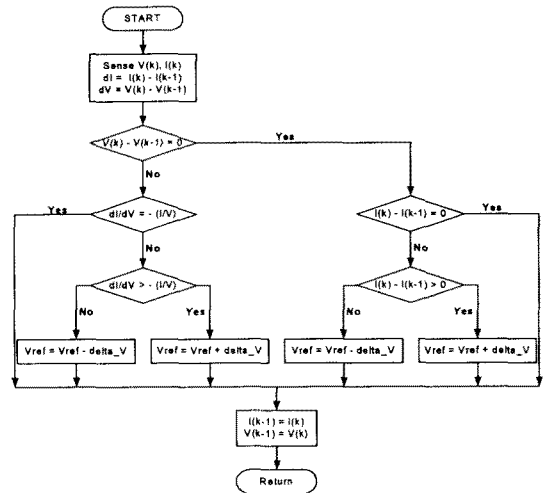 START
Sense V(k), I(k)
dI = I(k) - I(k-1)
dV = V(k) - V(k-1)
V(k) - V(k-1) = 0
Yes
No
Yes
dI/dV = - (I/V)
I(k) - I(k-1) = 0
Yes
No
No
dI/dV > - (I/V)
I(k) - I(k-1) > 0
No
Yes
No
Yes
Vref = Vref - delta_V
Vref = Vref + delta_V
Vref = Vref - delta_V
Vref = Vref + delta_V
I(k-1) = I(k)
V(k-1) = V(k)
Return